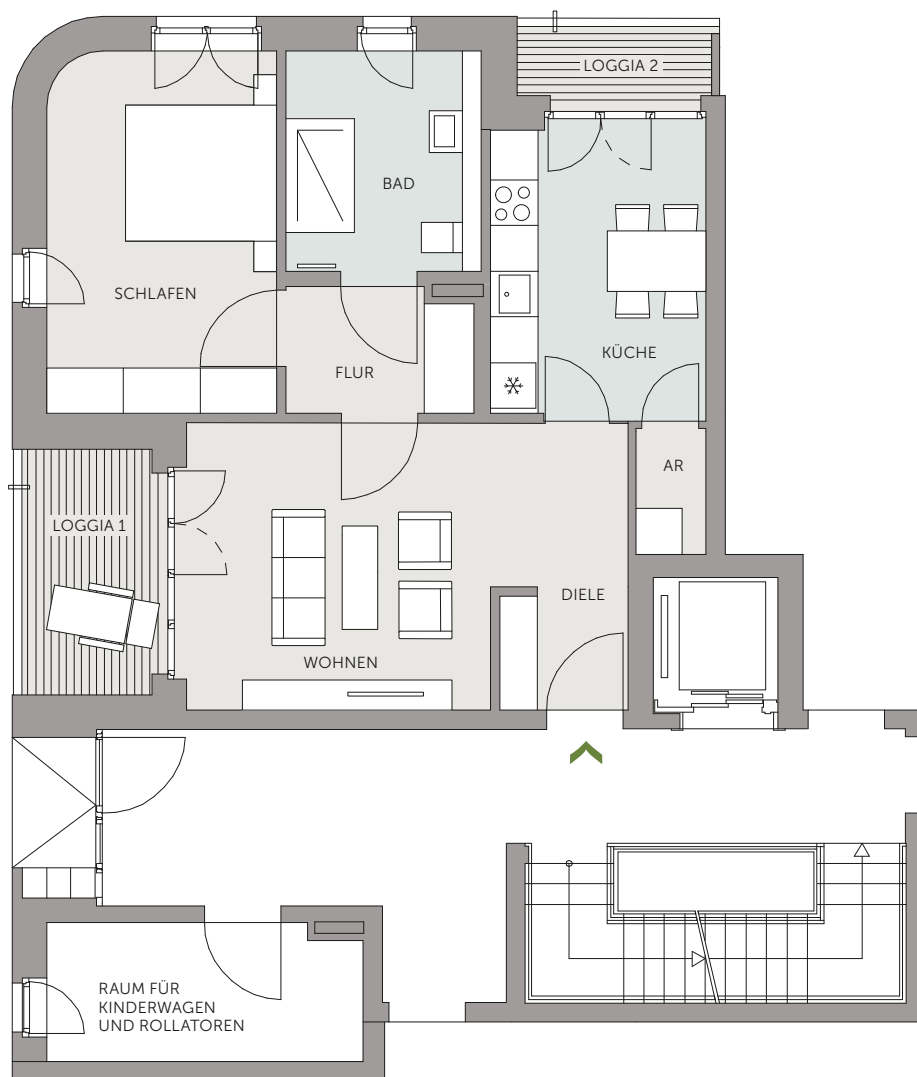 LOGGIA 2
BAD
SCHLAFEN
KÜCHE
FLUR
AR
LOGGIA 1
DIELE
WOHNEN
RAUM FÜR
KINDERWAGEN
UND ROLLATOREN